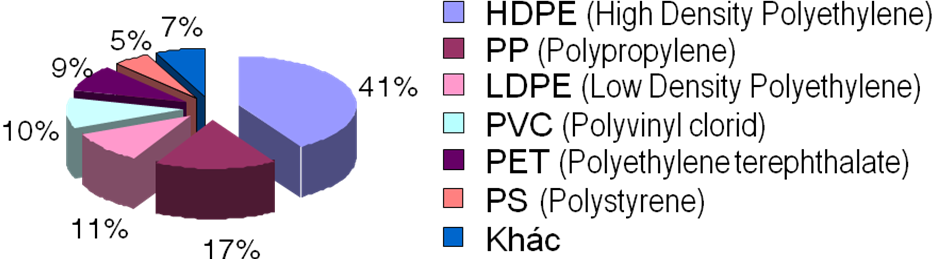 7%
5%
9%
10%
11%
17%
41%
HDPE (High Density Polyethylene)
PP (Polypropylene)
LDPE (Low Density Polyethylene)
PVC (Polyvinyl clorid)
PET (Polyethylene terephthalate)
PS (Polystyrene)
Khác